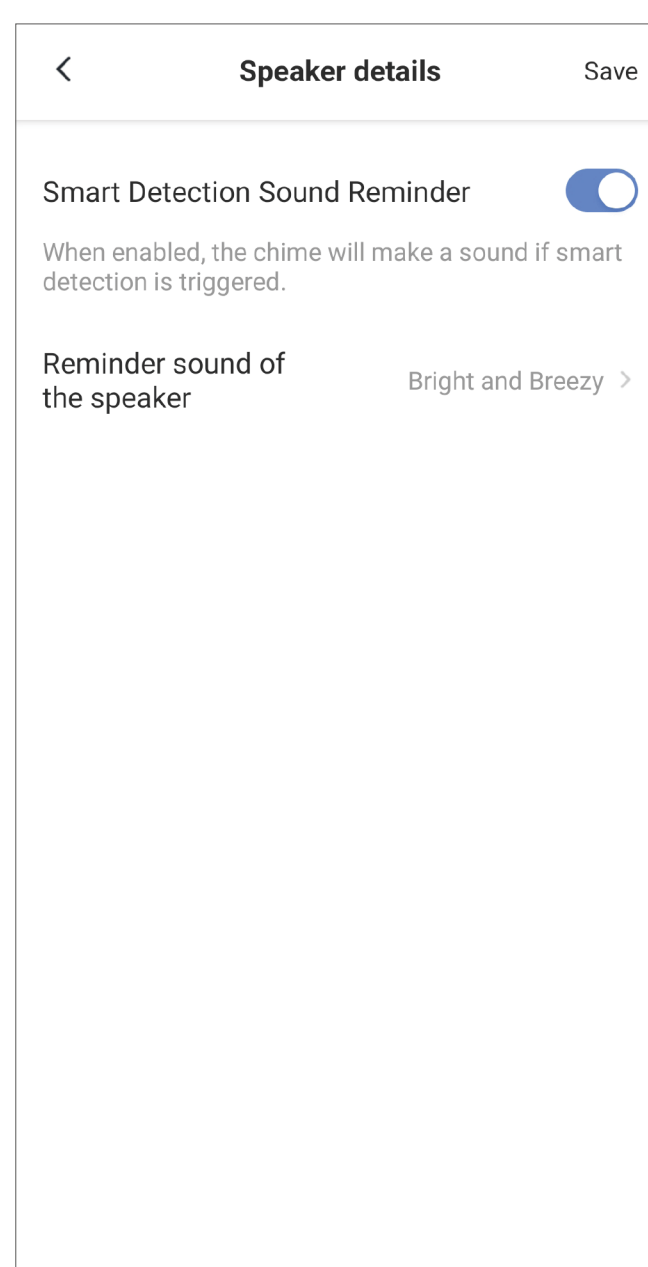 Speaker details Save
Smart Detection Sound Reminder
When enabled, the chime will make a sound if smart
detection is triggered.
Reminder sound of
the speaker
Bright and Breezy